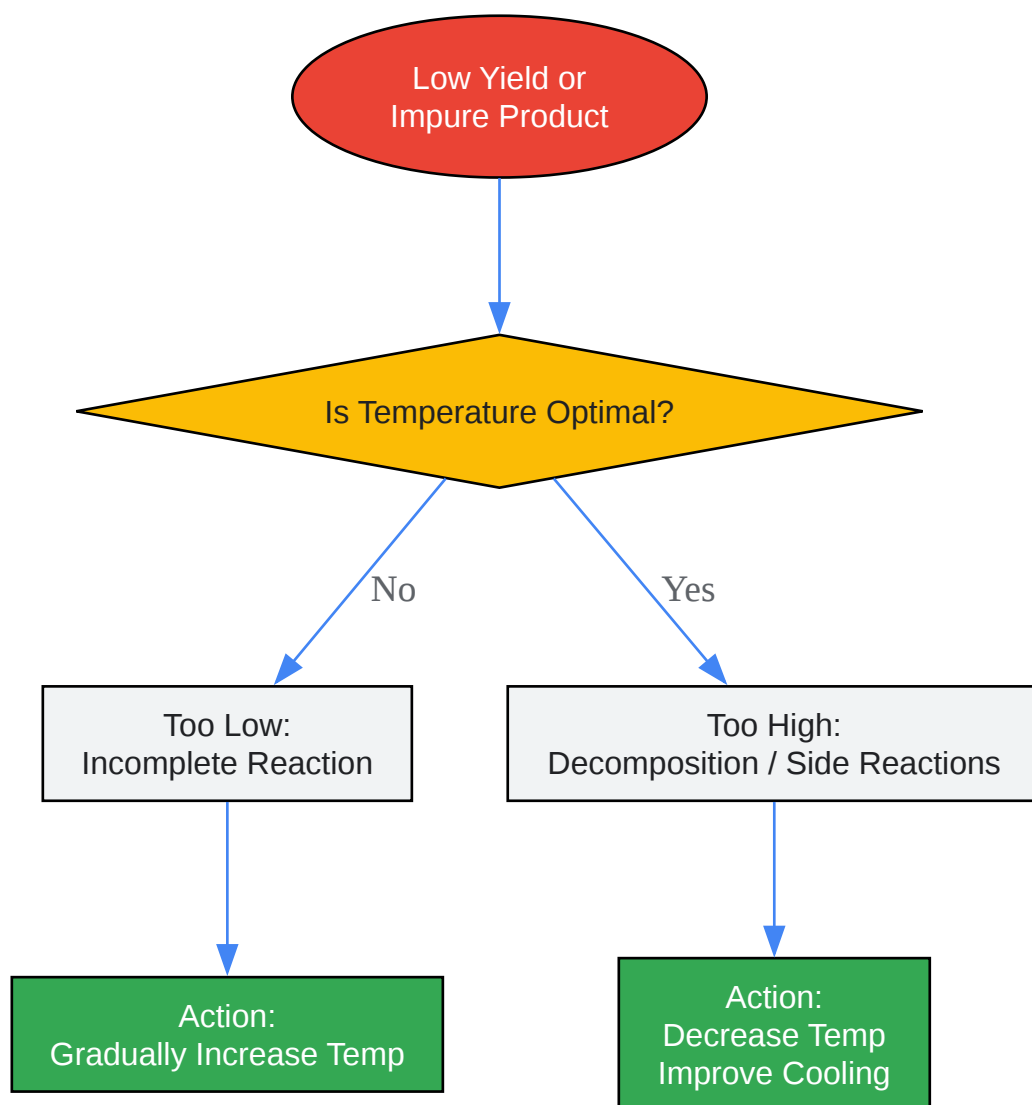 Low Yield or
Impure Product
Is Temperature Optimal?
No
Yes
Too Low:
Incomplete Reaction
Too High:
Decomposition / Side Reactions
Action:
Gradually Increase Temp
Action:
Decrease Temp
Improve Cooling